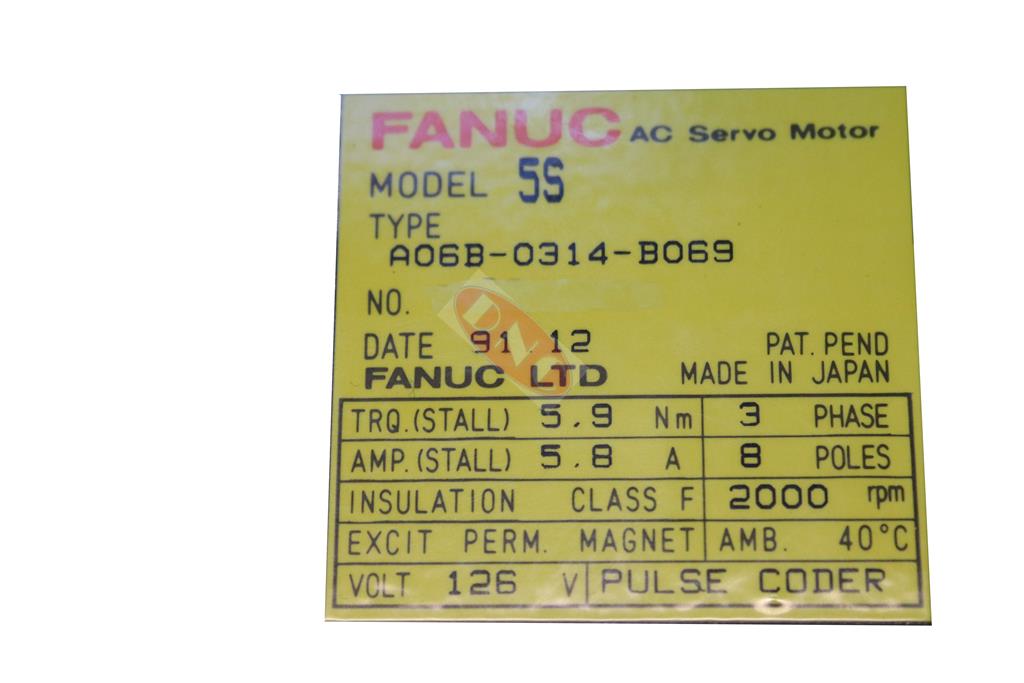 FANUC AC Servo Motor
MODEL 5S
TYPE
A06B-0314-B069
NO.
DATE 91.12 PAT. PEND
FANUC LTD MADE IN JAPAN
TRQ.(STALL) 5.9 Nm 3 PHASE
AMP.(STALL) 5.8 A 8 POLES
INSULATION CLASS F 2000 rpm
EXCIT PERM. MAGNET AMB. 40°C
VOLT 126 V PULSE CODER
DNC